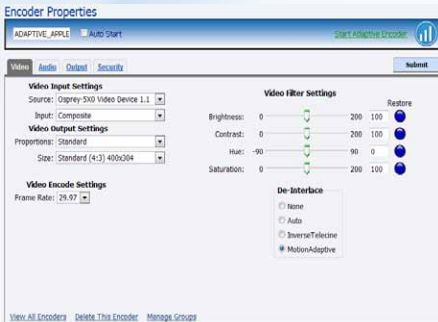 Encoder Properties
ADAPTIVE_APPLE Auto Start Start Adaptive Encoder
Video Audio Output Security Submit
Video Input Settings
Source: Osprey-5X0 Video Device 1.1
Input: Composite
Video Output Settings
Proportions: Standard
Size: Standard (4:3) 400x304
Video Encode Settings
Frame Rate: 29.97
Video Filter Settings
Restore
Brightness: 0 200 100
Contrast: 0 200 100
Hue: -90 90 0
Saturation: 0 200 100
De-Interlace
None
Auto
InverseTelecine
MotionAdaptive
View All Encoders Delete This Encoder Manage Groups